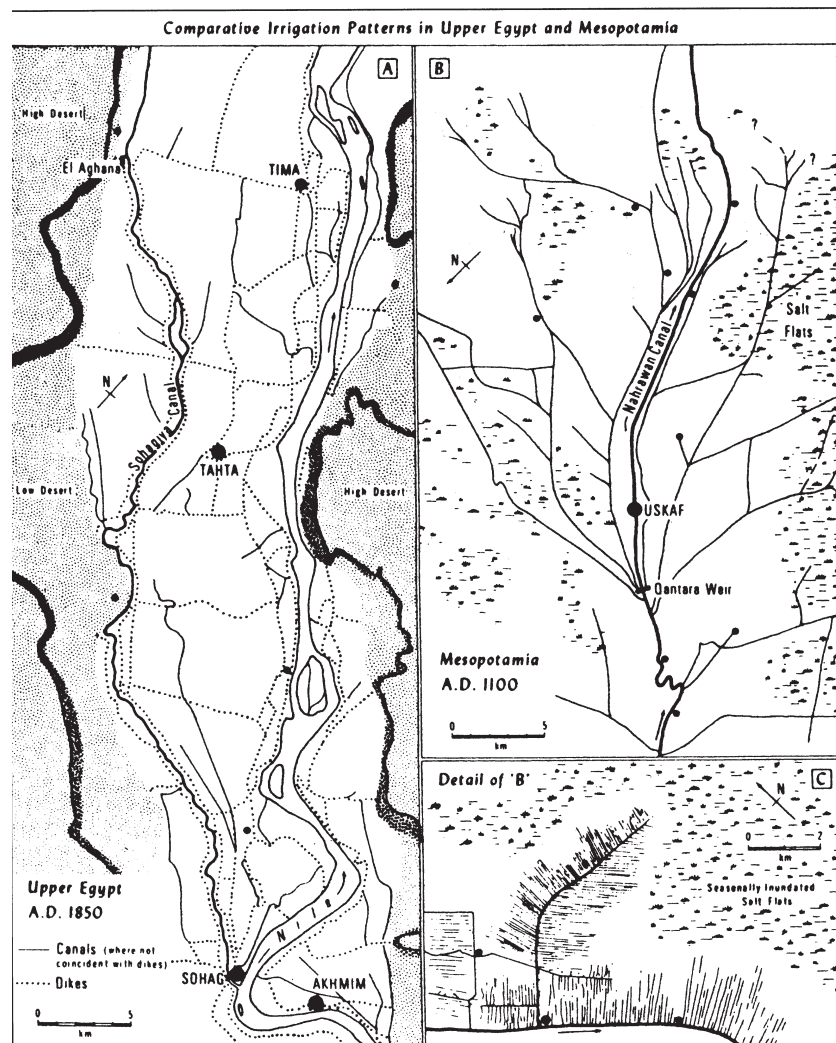 Comparative Irrigation Patterns in Upper Egypt and Mesopotamia
A
High Desert
El Aghana
TIMA
N
Sohagiya Canal
TAHTA
Low Desert
High Desert
Nile
Upper Egypt
A.D. 1850
Canals (where not
coincident with dikes)
Dikes
0 5
km
SOHAG
AKHMIM
B
?
?
N
Salt
Flats
Nahrawan Canal
USKAF
Qantara Weir
Mesopotamia
A.D. 1100
0 5
km
Detail of 'B'
C
N
0 2
km
Seasonally Inundated
Salt Flats